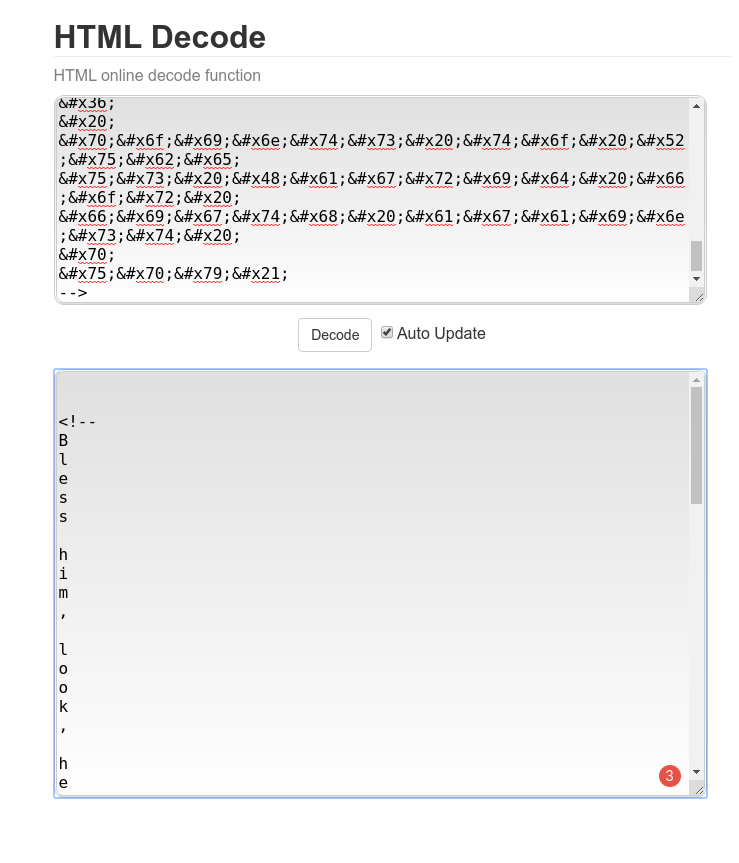 HTML Decode
HTML online decode function
&#x36;
&#x20;
&#x70;&#x6f;&#x69;&#x6e;&#x74;&#x73;&#x20;&#x74;&#x6f;&#x20;&#x52
;&#x75;&#x62;&#x65;
&#x75;&#x73;&#x20;&#x48;&#x61;&#x67;&#x72;&#x69;&#x64;&#x20;&#x66
;&#x6f;&#x72;&#x20;
&#x66;&#x69;&#x67;&#x74;&#x68;&#x20;&#x61;&#x67;&#x61;&#x69;&#x6e
;&#x73;&#x74;&#x20;
&#x70;
&#x75;&#x70;&#x79;&#x21;
-->
Decode Auto Update
<!--
B
l
e
s
s
h
i
m
,
l
o
o
k
,
h
e
3